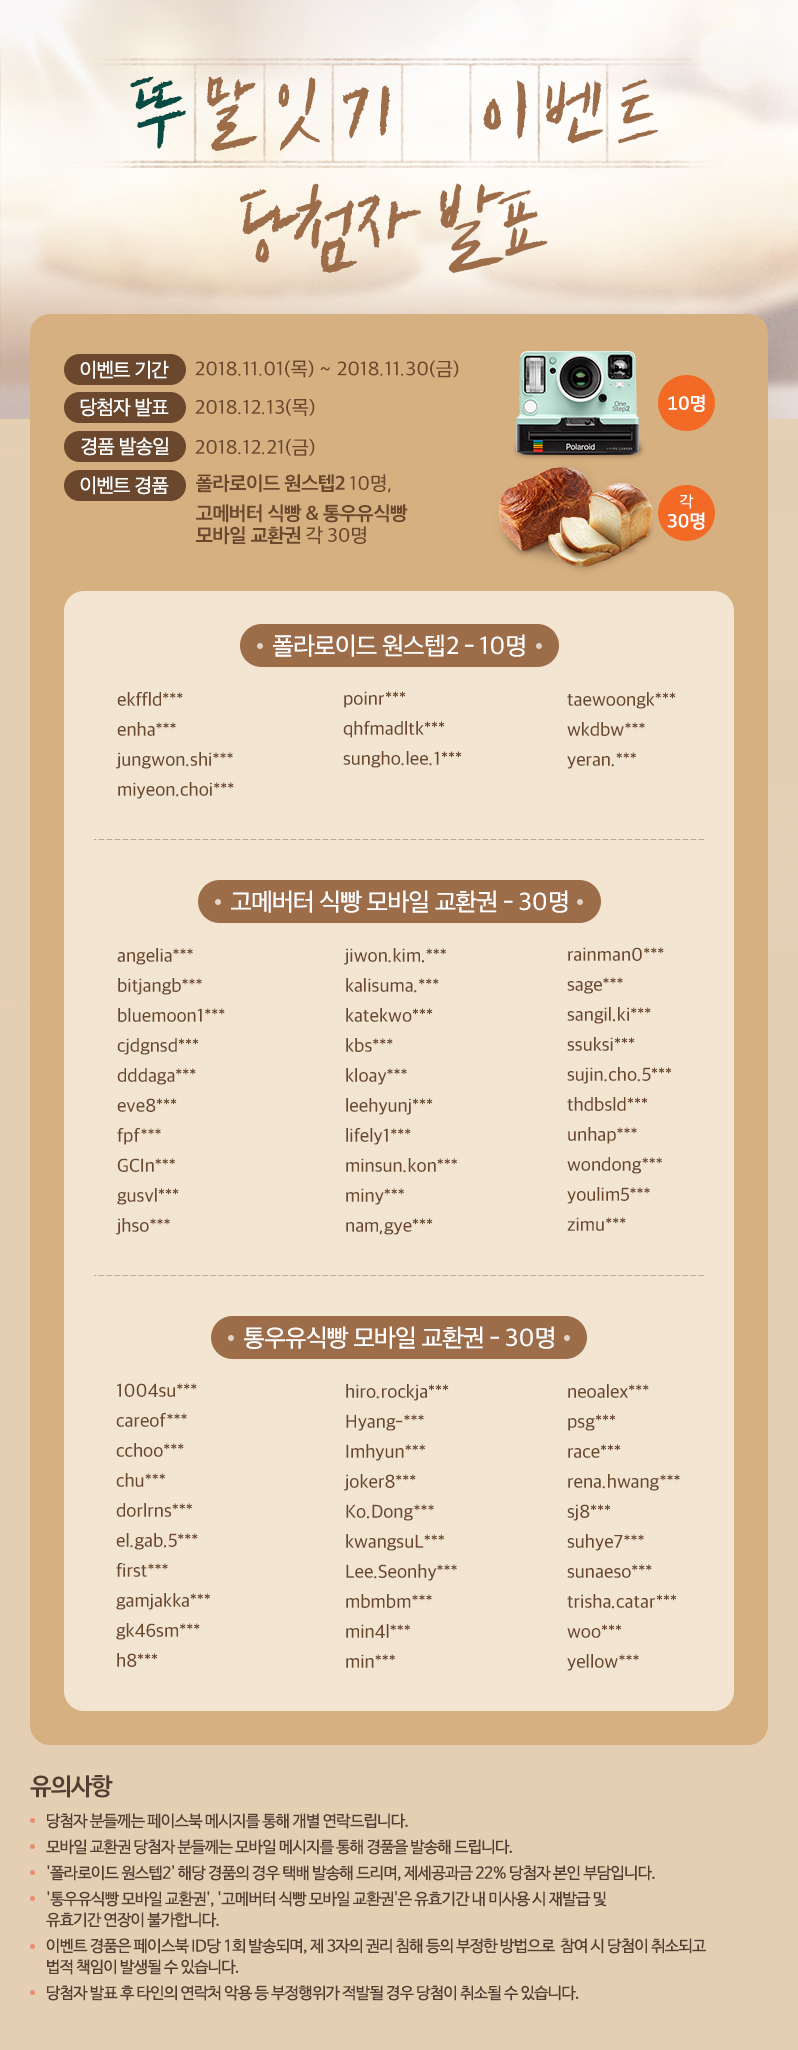 뚜말잇기 이벤트
당첨자 발표
이벤트 기간 2018.11.01(목) ~ 2018.11.30(금)
당첨자 발표 2018.12.13(목)
경품 발송일 2018.12.21(금)
이벤트 경품 폴라로이드 원스텝2 10명,
고메버터 식빵 & 통우유식빵
모바일 교환권 각 30명
One
Step2
Polaroid
10명
각
30명
• 폴라로이드 원스텝2 - 10명 •
ekffld*** poinr*** taewoongk***
enha*** qhfmadltk*** wkdbw***
jungwon.shi*** sungho.lee.1*** yeran.***
miyeon.choi***
• 고메버터 식빵 모바일 교환권 - 30명 •
angelia*** jiwon.kim.*** rainman0***
bitjangb*** kalisuma.*** sage***
bluemoon1*** katekwo*** sangil.ki***
cjdgnsd*** kbs*** ssuksi***
dddaga*** kloay*** sujin.cho.5***
eve8*** leehyunj*** thdbsld***
fpf*** lifely1*** unhap***
GCIn*** minsun.kon*** wondong***
gusvl*** miny*** youlim5***
jhso*** nam,gye*** zimu***
• 통우유식빵 모바일 교환권 - 30명 •
1004su*** hiro.rockja*** neoalex***
careof*** Hyang-*** psg***
cchoo*** Imhyun*** race***
chu*** joker8*** rena.hwang***
dorlrns*** Ko.Dong*** sj8***
el.gab.5*** kwangsuL*** suhye7***
first*** Lee.Seonhy*** sunaeso***
gamjakka*** mbmbm*** trisha.catar***
gk46sm*** min4l*** woo***
h8*** min*** yellow***
유의사항
• 당첨자 분들께는 페이스북 메시지를 통해 개별 연락드립니다.
• 모바일 교환권 당첨자 분들께는 모바일 메시지를 통해 경품을 발송해 드립니다.
• '폴라로이드 원스텝2' 해당 경품의 경우 택배 발송해 드리며, 제세공과금 22% 당첨자 본인 부담입니다.
• '통우유식빵 모바일 교환권', '고메버터 식빵 모바일 교환권'은 유효기간 내 미사용 시 재발급 및
유효기간 연장이 불가합니다.
• 이벤트 경품은 페이스북 ID당 1회 발송되며, 제 3자의 권리 침해 등의 부정한 방법으로 참여 시 당첨이 취소되고
법적 책임이 발생될 수 있습니다.
• 당첨자 발표 후 타인의 연락처 악용 등 부정행위가 적발될 경우 당첨이 취소될 수 있습니다.